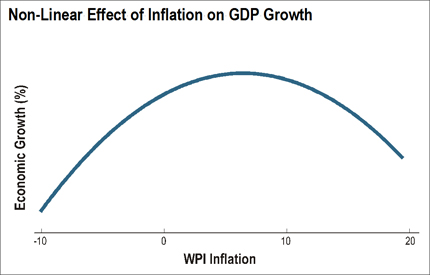 Non-Linear Effect of Inflation on GDP Growth
Economic Growth (%)
-10 0 10 20
WPI Inflation